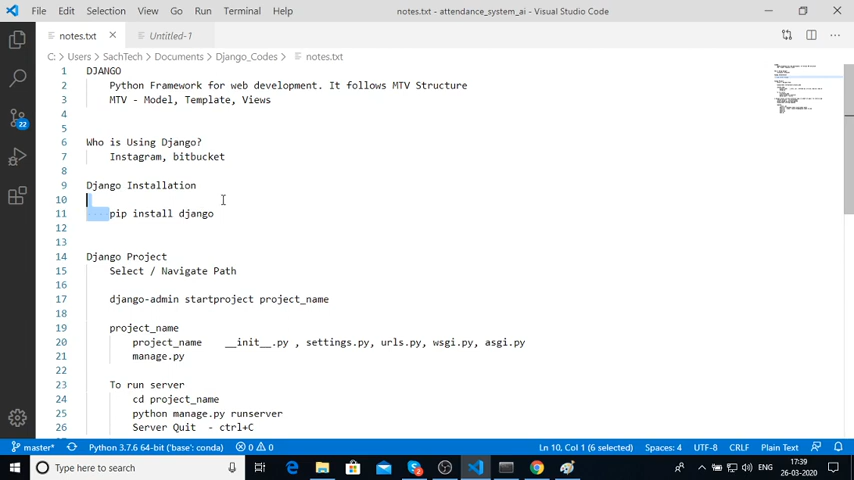 File Edit Selection View Go Run Terminal Help
notes.txt - attendance_system_ai - Visual Studio Code
notes.txt Untitled-1
C: > Users > SachTech > Documents > Django_Codes > notes.txt
1 DJANGO
2 Python Framework for web development. It follows MTV Structure
3 MTV - Model, Template, Views
4
5
6 Who is Using Django?
7 Instagram, bitbucket
8
9 Django Installation
10
11 pip install django
12
13
14 Django Project
15 Select / Navigate Path
16
17 django-admin startproject project_name
18
19 project_name
20 project_name __init__.py , settings.py, urls.py, wsgi.py, asgi.py
21 manage.py
22
23 To run server
24 cd project_name
25 python manage.py runserver
26 Server Quit - ctrl+C
22
master* Python 3.7.6 64-bit ('base': conda) 0 0 Ln 10, Col 1 (6 selected) Spaces: 4 UTF-8 CRLF Plain Text
Type here to search
ENG
17:39
26-03-2020